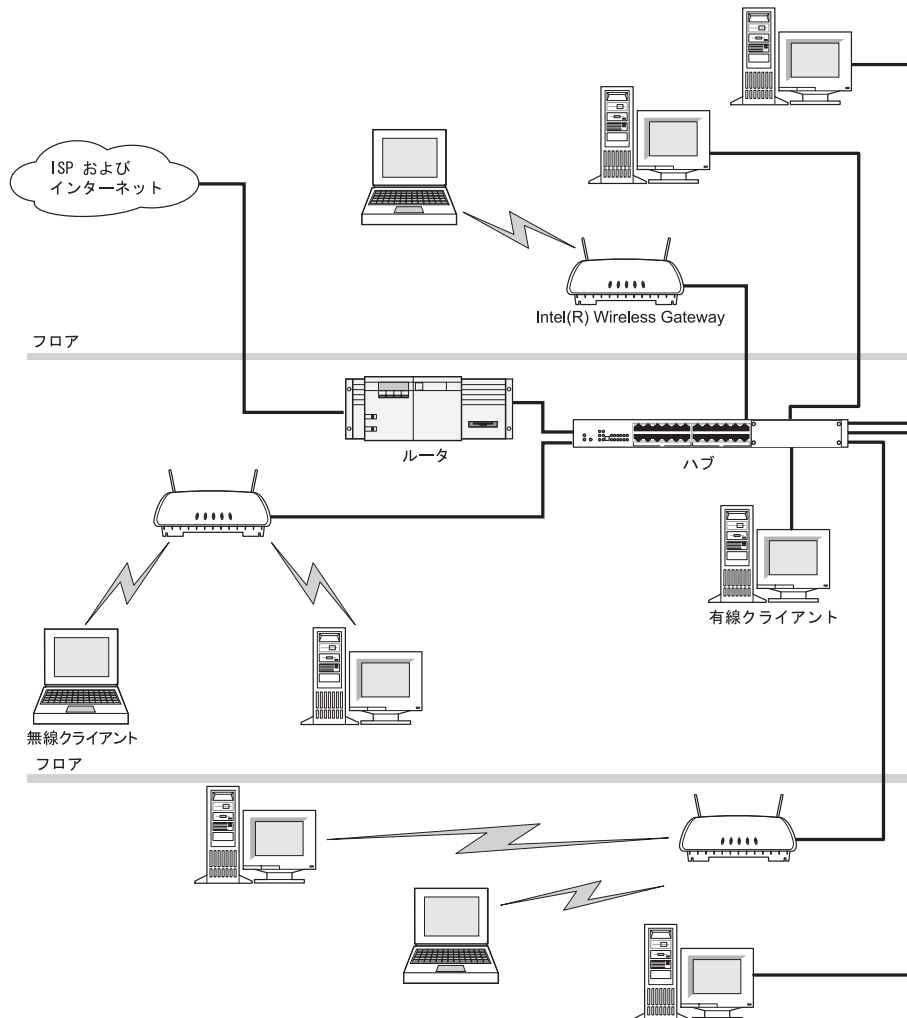 ISP および
インターネット
Intel(R) Wireless Gateway
フロア
ルータ
ハブ
有線クライアント
無線クライアント
フロア